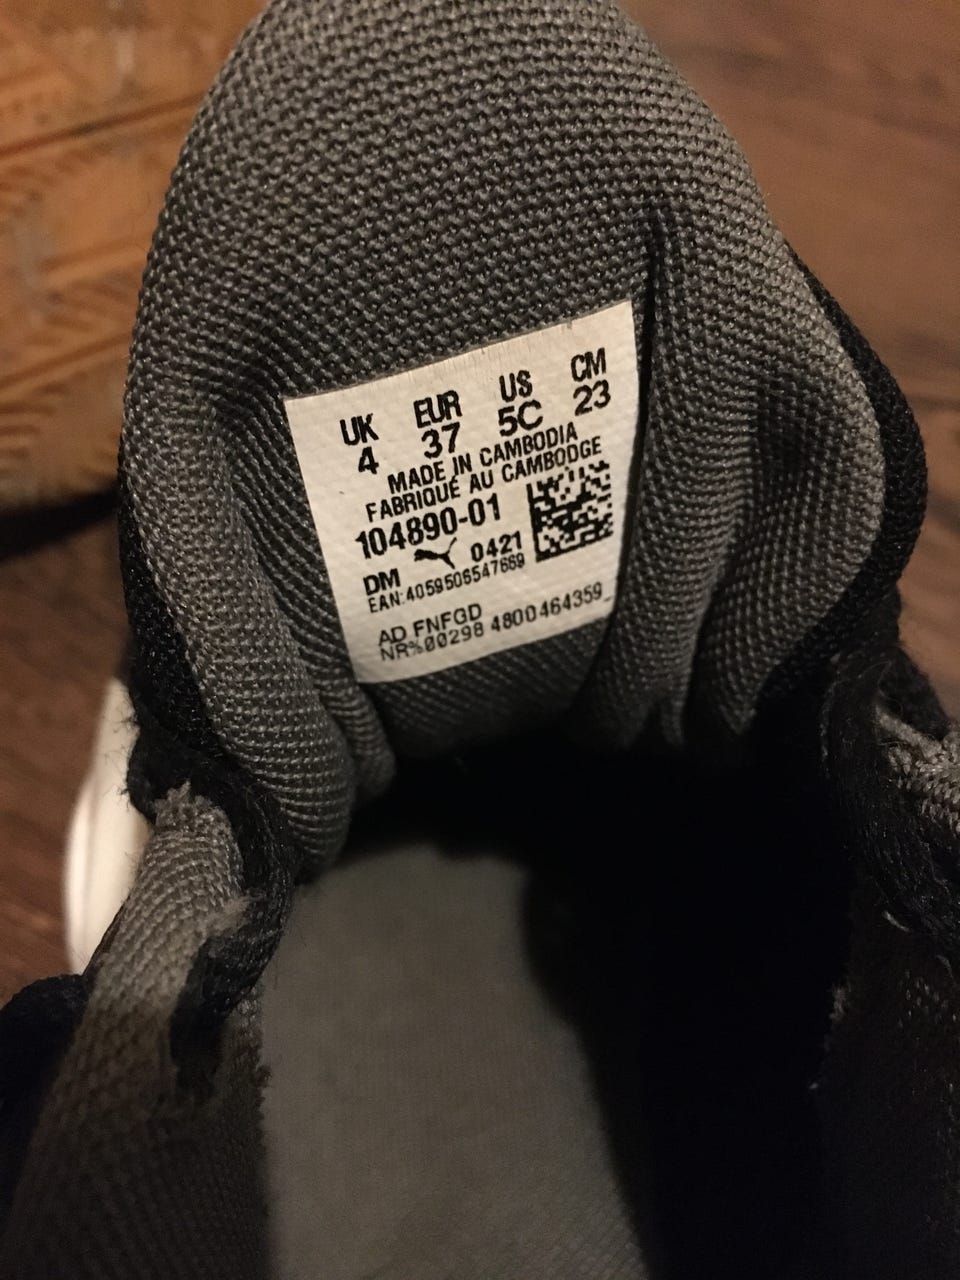 UK EUR US CM
4 37 5C 23
MADE IN CAMBODIA
FABRIQUÉ AU CAMBODGE
104890-01
DM 0421
EAN:4059506547669
AD FNFGD
NR%00298 4800464359